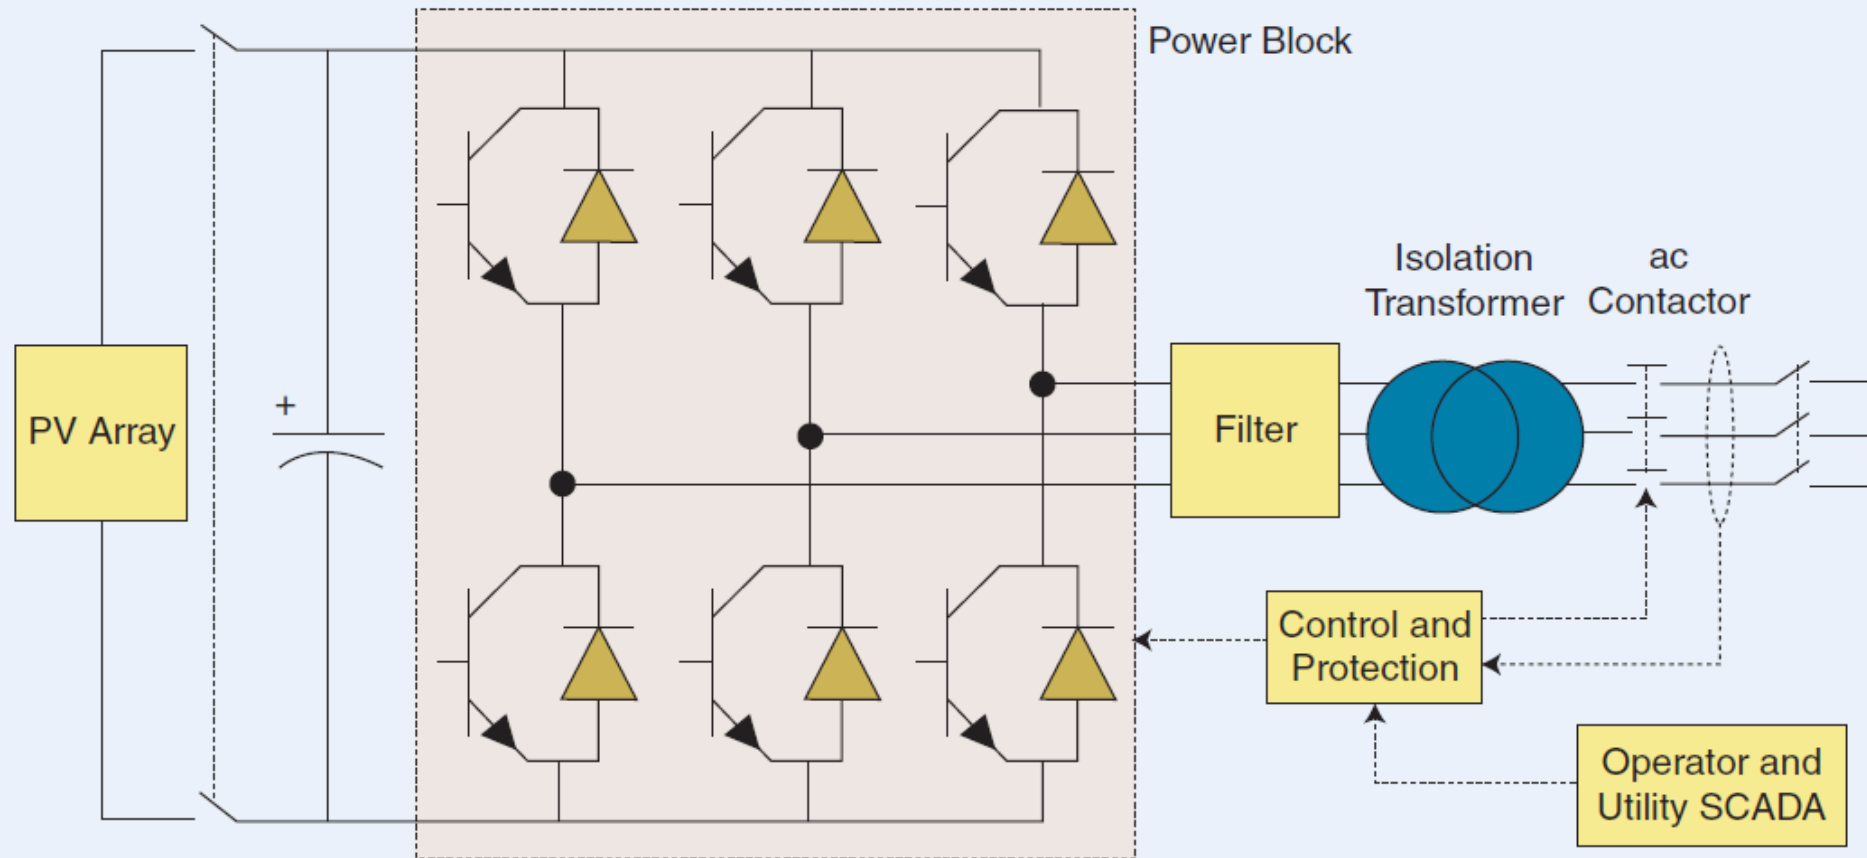 Power Block
Isolation
Transformer
ac
Contactor
+
PV Array
Filter
Control and
Protection
Operator and
Utility SCADA